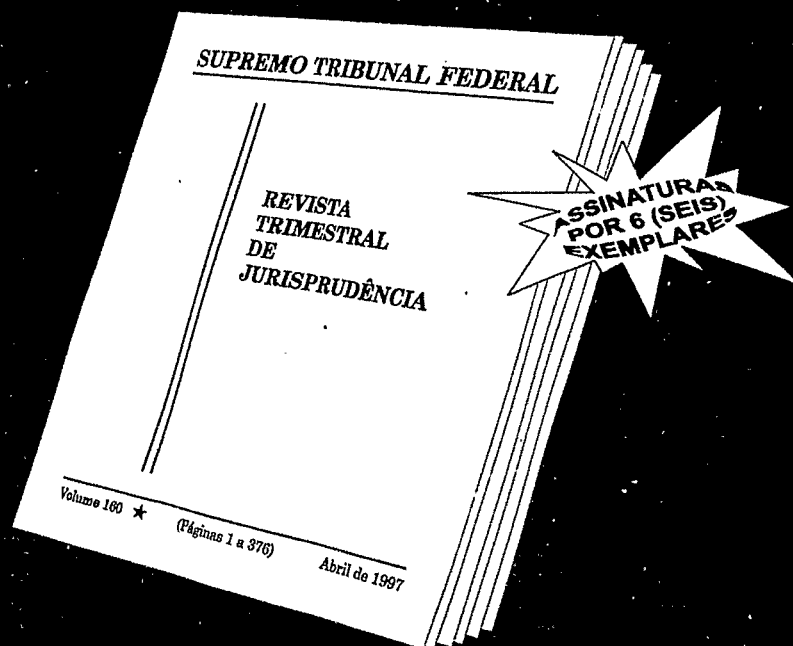 SUPREMO TRIBUNAL FEDERAL
REVISTA
TRIMESTRAL
DE
JURISPRUDÊNCIA
ASSINATURAS
POR 6 (SEIS)
EXEMPLARES
Volume 160 ★ (Páginas 1 a 376) Abril de 1997